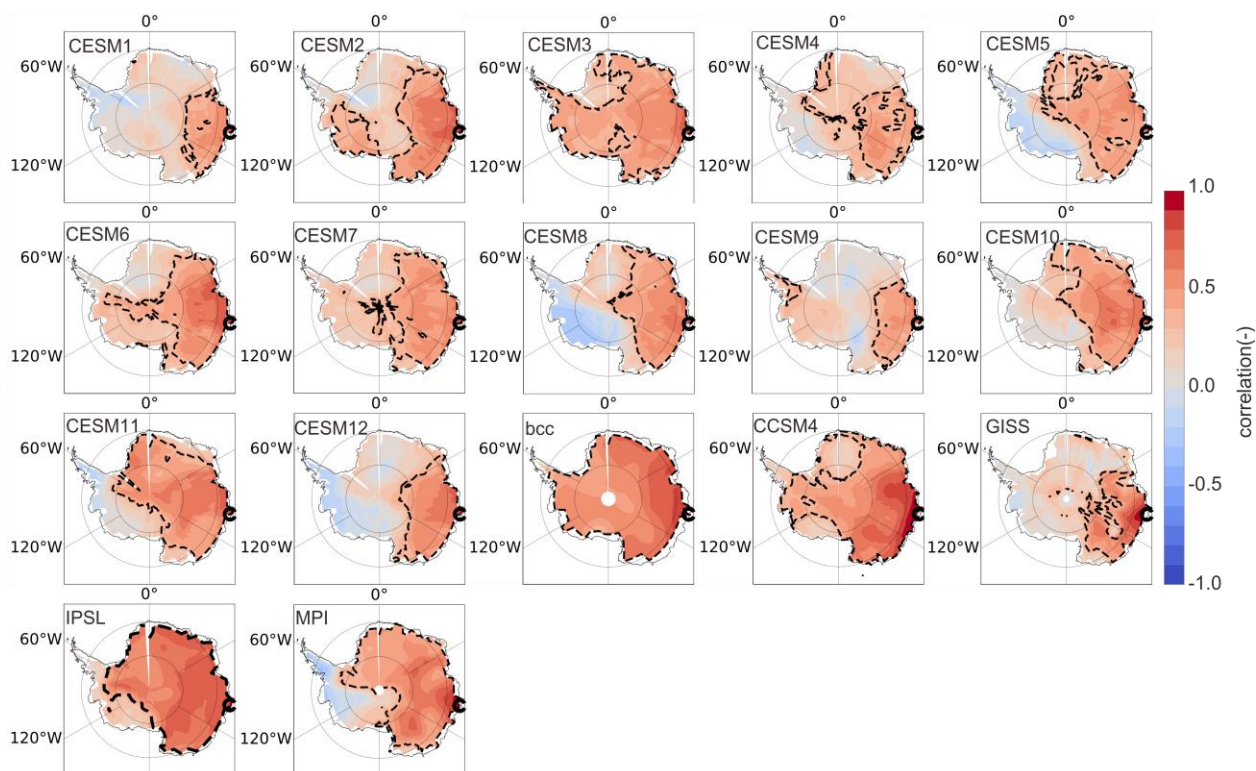 0° 0° 0° 0° 0°
CESM1 CESM2 CESM3 CESM4 CESM5
60°W 60°W 60°W 60°W 60°W
C C C C C
120°W 120°W 120°W 120°W 120°W
0° 0° 0° 0° 0°
CESM6 CESM7 CESM8 CESM9 CESM10
60°W 60°W 60°W 60°W 60°W
C C C C C
120°W 120°W 120°W 120°W 120°W
0° 0° 0° 0° 0°
CESM11 CESM12 bcc CCSM4 GISS
60°W 60°W 60°W 60°W 60°W
C C C C C
120°W 120°W 120°W 120°W 120°W
0° 0°
IPSL MPI
60°W 60°W
C C
120°W 120°W
1.0
0.5
0.0
-0.5
-1.0
correlation(-)